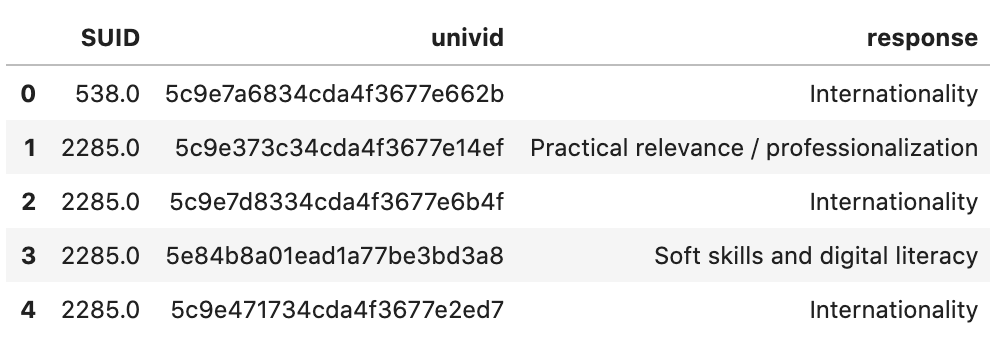 SUID univid response
0 538.0 5c9e7a6834cda4f3677e662b Internationality
1 2285.0 5c9e373c34cda4f3677e14ef Practical relevance / professionalization
2 2285.0 5c9e7d8334cda4f3677e6b4f Internationality
3 2285.0 5e84b8a01ead1a77be3bd3a8 Soft skills and digital literacy
4 2285.0 5c9e471734cda4f3677e2ed7 Internationality